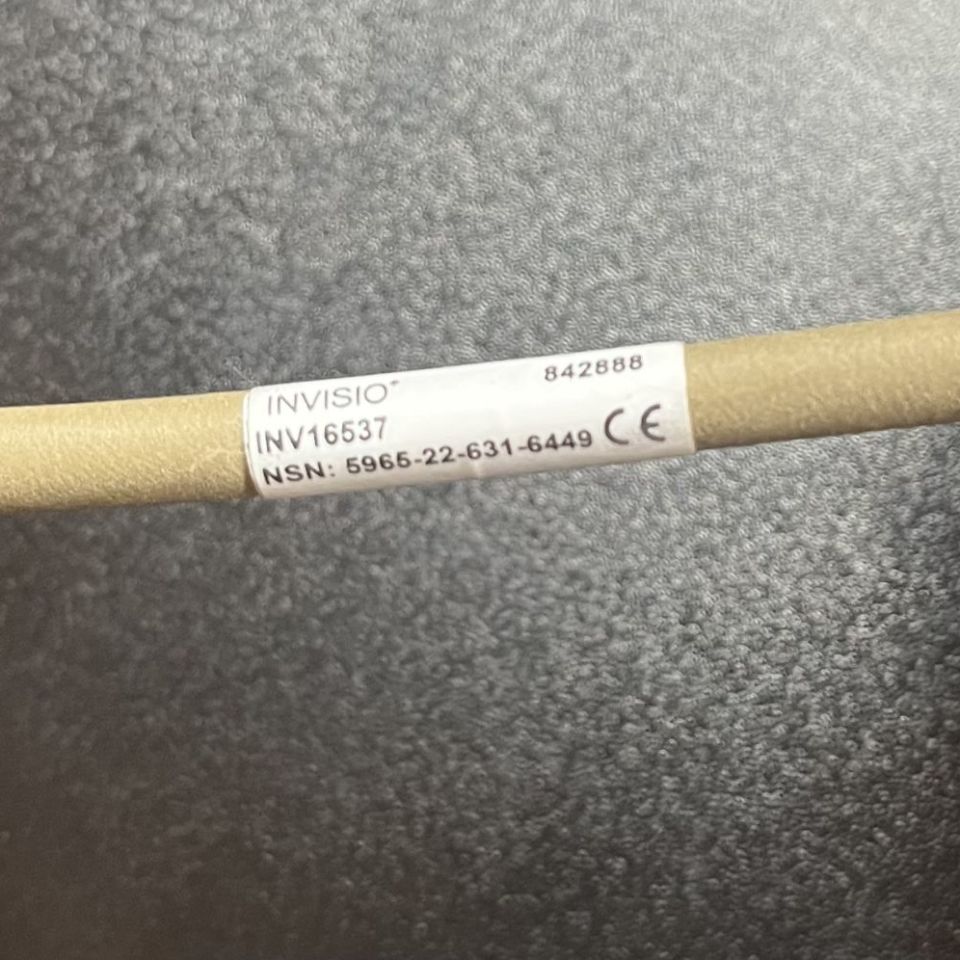 INVISIO 842888
INV16537
NSN: 5965-22-631-6449 CE